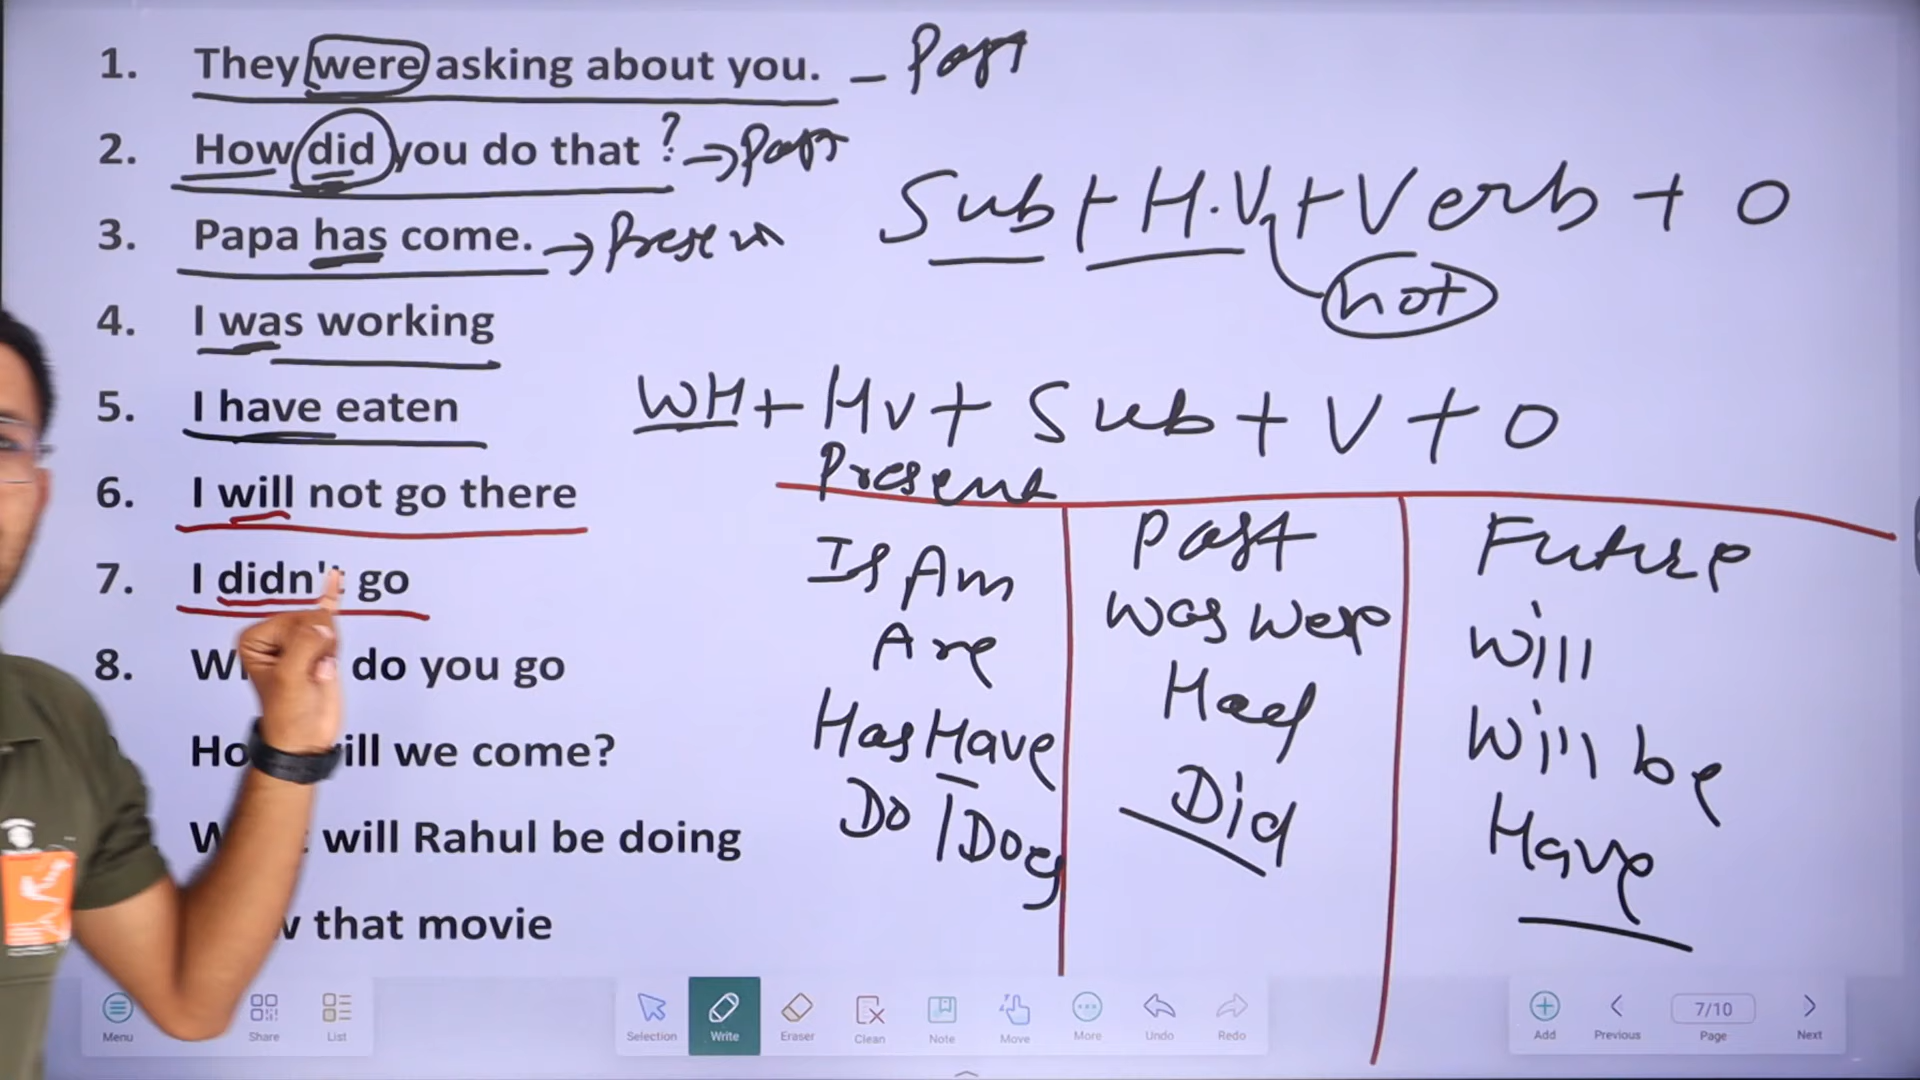 1. They were asking about you. – Past
2. How did you do that ? → Past
Sub + H.V + Verb + O
not
3. Papa has come. → Present
4. I was working
5. I have eaten
WH + HV + Sub + V + O
6. I will not go there
7. I didn't go
8. do you go
will we come?
will Rahul be doing
that movie
Present
Is Am
Are
Has Have
Do / Does
Past
Was Were
Had
Did
Future
Will
Will be
Have
Menu
Share
List
Selection
Write
Eraser
Clean
Note
Move
More
Undo
Redo
Add
Previous
7/10
Page
Next